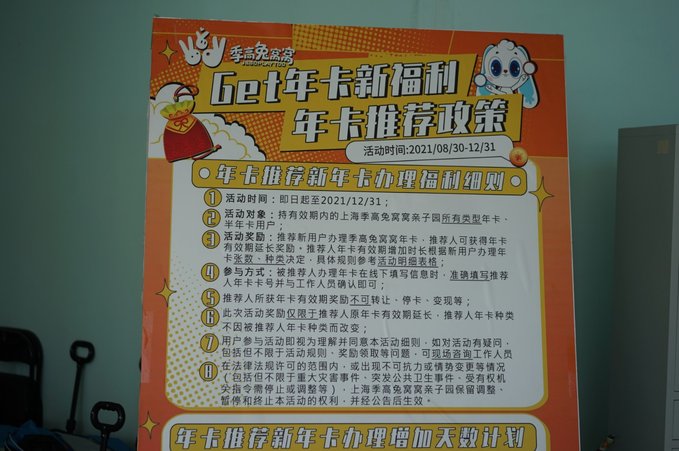 季高兔窝窝
JIGOPLAYTOO
Get年卡新福利
年卡推荐政策
活动时间:2021/08/30-12/31
年卡推荐新年卡办理福利细则
1 活动时间：即日起至2021/12/31；
2 活动对象：持有效期内的上海季高兔窝窝亲子园所有类型年卡、
半年卡用户；
3 活动奖励：推荐新用户办理季高兔窝窝年卡，推荐人可获得年卡
有效期延长奖励。推荐人年卡有效期增加时长根据新用户办理年
卡张数、种类决定，具体规则参考活动明细表格；
4 参与方式：被推荐人办理年卡在线下填写信息时，准确填写推荐
人年卡卡号并与工作人员确认即可；
5 推荐人所获年卡有效期奖励不可转让、停卡、变现等；
6 此次活动奖励仅限于推荐人原年卡有效期延长，推荐人年卡种类
不因被推荐人年卡种类而改变；
7 用户参与活动即视为理解并同意本活动细则，如对活动有疑问，
包括但不限于活动规则、奖励领取等问题，可现场咨询工作人员
8 在法律法规许可的范围内，或出现不可抗力或情势变更等情况
（包括但不限于重大灾害事件、突发公共卫生事件、受有权机
关指令需停止或调整等），上海季高兔窝窝亲子园保留调整、
暂停和终止本活动的权利，并经公告后生效。
年卡推荐新年卡办理增加天数计划